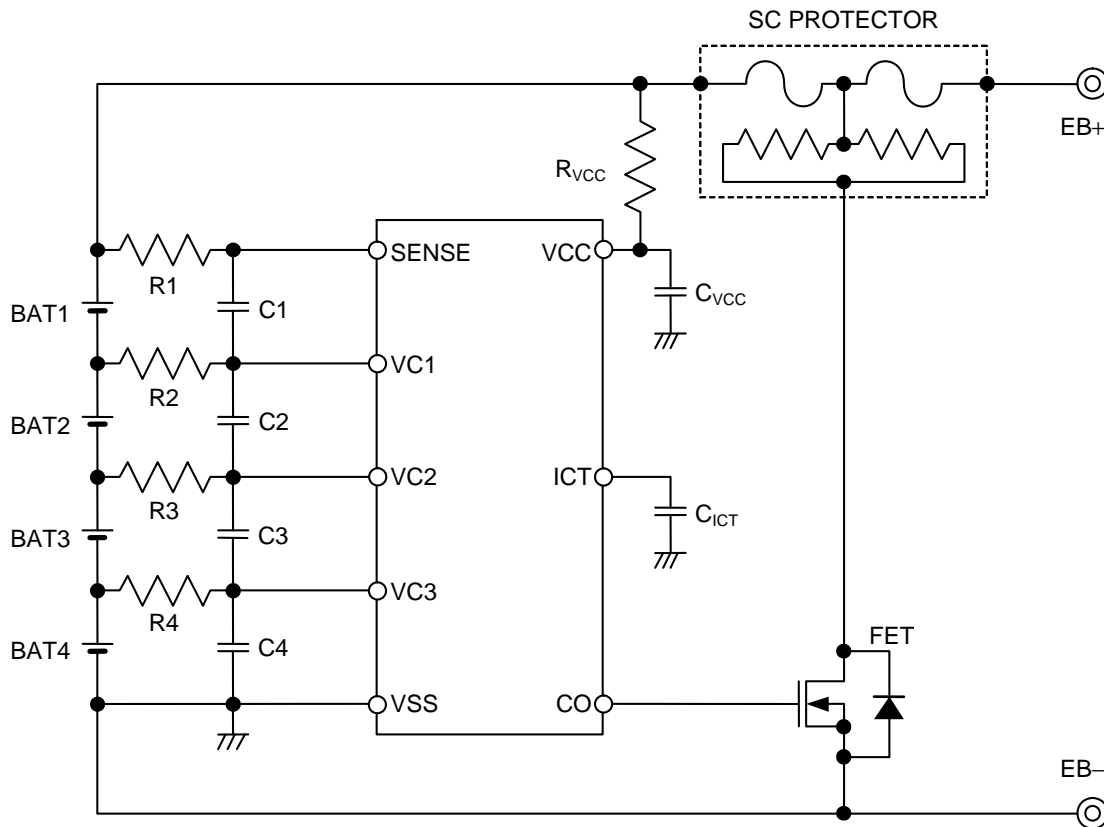 SC PROTECTOR
EB+
RVCC
SENSE
VCC
R1
C1
CVCC
BAT1
VC1
R2
C2
BAT2
VC2
ICT
R3
CICT
C3
BAT3
VC3
R4
C4
BAT4
FET
VSS
CO
EB−